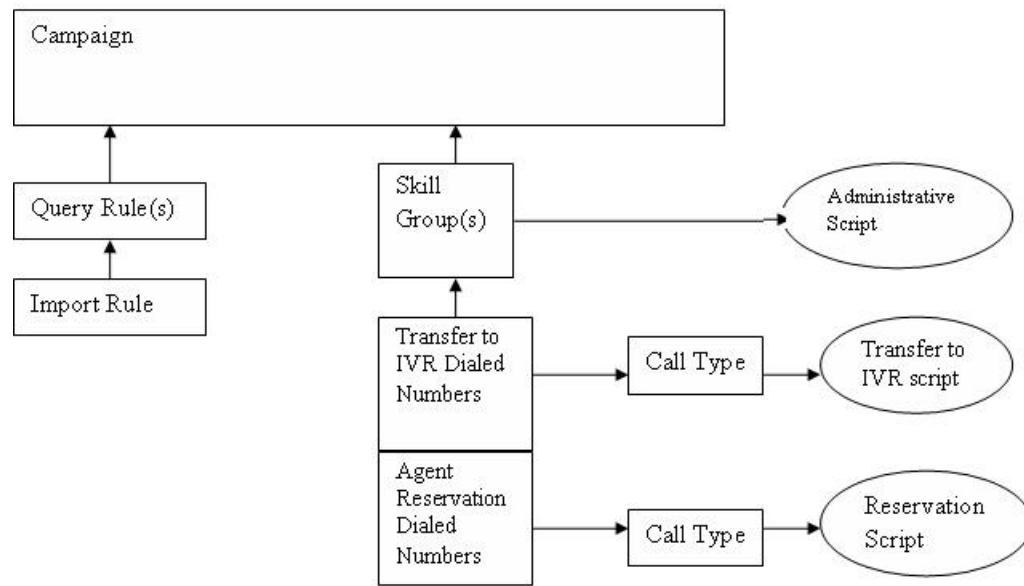 Campaign
Query Rule(s)
Import Rule
Skill
Group(s)
Administrative
Script
Transfer to
IVR Dialed
Numbers
Call Type
Transfer to
IVR script
Agent
Reservation
Dialed
Numbers
Call Type
Reservation
Script